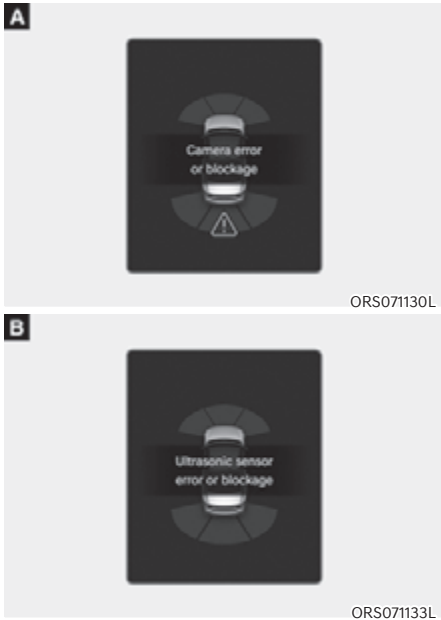 A
Camera error
or blockage
ORS071130L
B
Ultrasonic sensor
error or blockage
ORS071133L